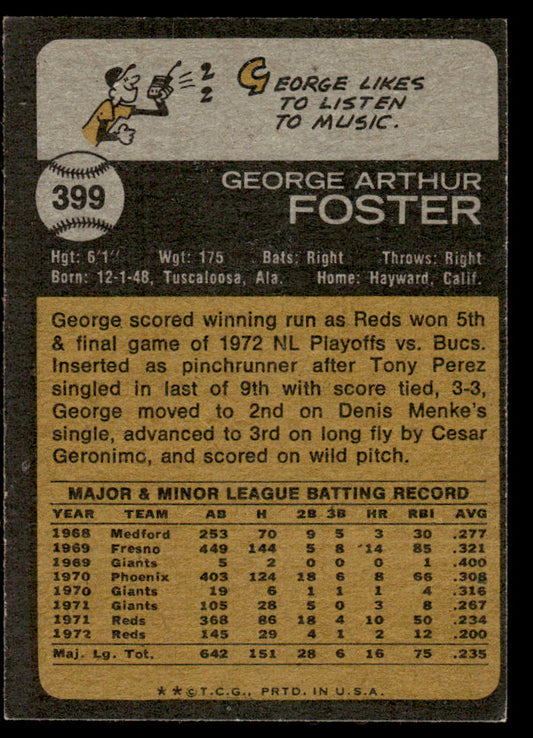 2
2
GEORGE LIKES
TO LISTEN
TO MUSIC.
399
GEORGE ARTHUR
FOSTER
Hgt: 6'1" Wgt: 175 Bats: Right Throws: Right
Born: 12-1-48, Tuscaloosa, Ala. Home: Hayward, Calif.
George scored winning run as Reds won 5th
& final game of 1972 NL Playoffs vs. Bucs.
Inserted as pinchrunner after Tony Perez
singled in last of 9th with score tied, 3-3,
George moved to 2nd on Denis Menke's
single, advanced to 3rd on long fly by Cesar
Geronimo, and scored on wild pitch.
MAJOR & MINOR LEAGUE BATTING RECORD
YEAR TEAM AB H 2B 3B HR RBI AVG
1968 Medford 253 70 9 5 3 30 .277
1969 Fresno 449 144 5 8 14 85 .321
1969 Giants 5 2 0 0 0 1 .400
1970 Phoenix 403 124 18 6 8 66 .308
1970 Giants 19 6 1 1 1 4 .316
1971 Giants 105 28 5 0 3 8 .267
1971 Reds 368 86 18 4 10 50 .234
1972 Reds 145 29 4 1 2 12 .200
Maj. Lg. Tot. 642 151 28 6 16 75 .235
★★©T.C.G., PRTD. IN U.S.A.